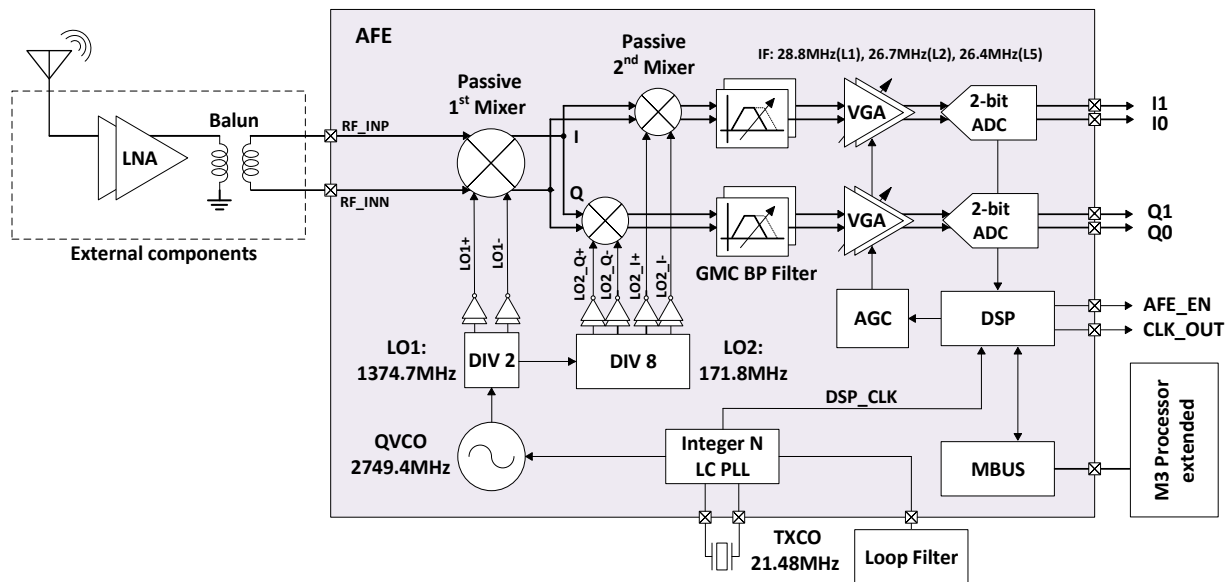 AFE
Passive
2nd Mixer
IF: 28.8MHz(L1), 26.7MHz(L2), 26.4MHz(L5)
Passive
1st Mixer
Balun
LNA
RF_INP
RF_INN
External components
I
Q
VGA
2-bit
ADC
I1
I0
VGA
2-bit
ADC
Q1
Q0
GMC BP Filter
LO1+
LO1-
LO2_Q+
LO2_Q-
LO2_I+
LO2_I-
AGC
DSP
AFE_EN
CLK_OUT
LO1:
1374.7MHz
DIV 2
DIV 8
LO2:
171.8MHz
DSP_CLK
QVCO
2749.4MHz
Integer N
LC PLL
MBUS
M3 Processor
extended
TXCO
21.48MHz
Loop Filter